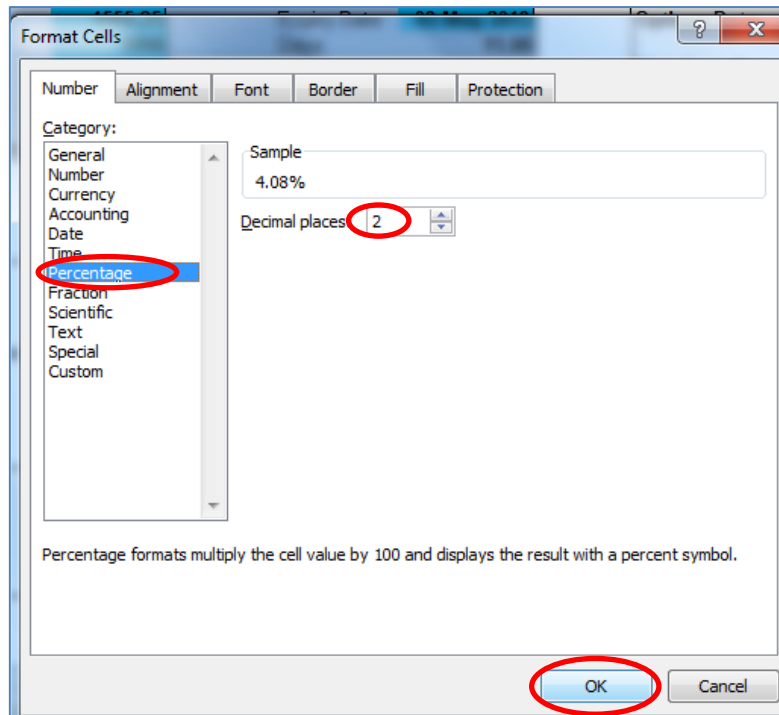 Format Cells
Number Alignment Font Border Fill Protection
Category:
General
Number
Currency
Accounting
Date
Time
Percentage
Fraction
Scientific
Text
Special
Custom
Sample
4.08%
Decimal places 2
Percentage formats multiply the cell value by 100 and displays the result with a percent symbol.
OK Cancel